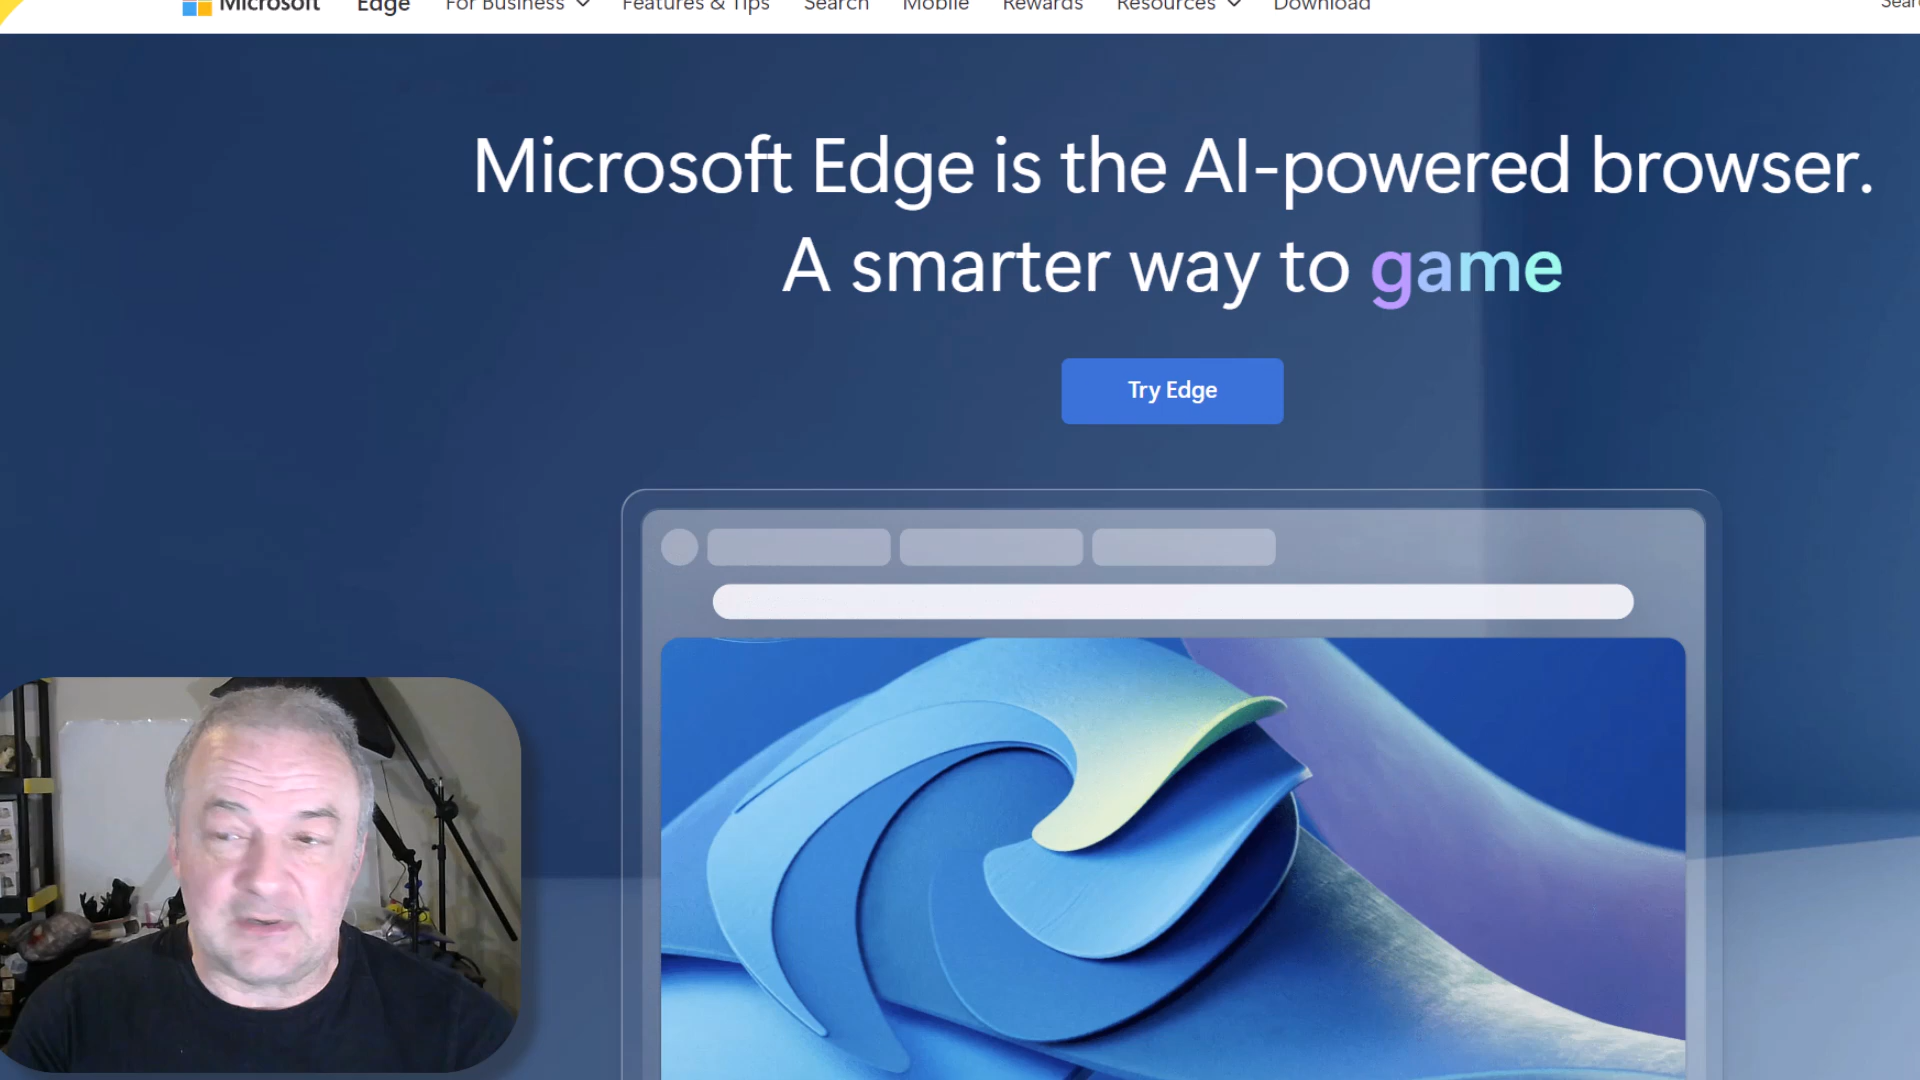 Microsoft Edge For Business Features & Tips Search Mobile Rewards Resources Download
Microsoft Edge is the AI-powered browser.
A smarter way to game
Try Edge